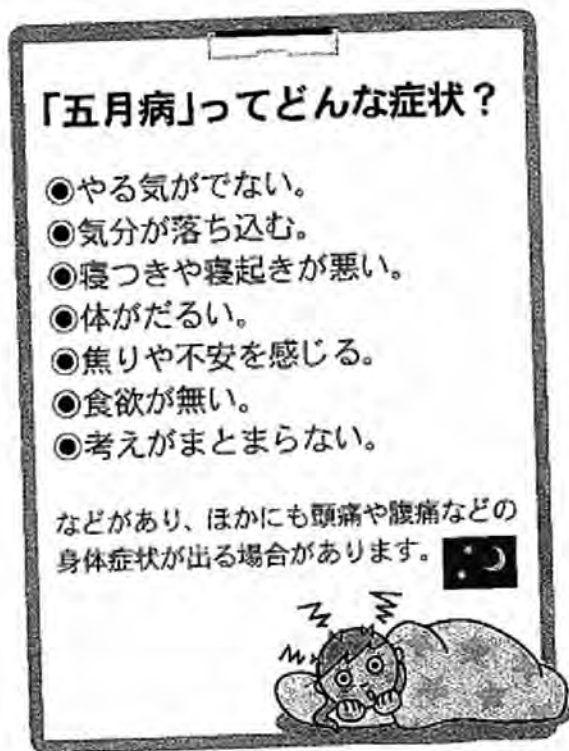 「五月病」ってどんな症状？
◉やる気がでない。
◉気分が落ち込む。
◉寝つきや寝起きが悪い。
◉体がだるい。
◉焦りや不安を感じる。
◉食欲が無い。
◉考えがまとまらない。
などがあり、ほかにも頭痛や腹痛などの
身体症状が出る場合があります。